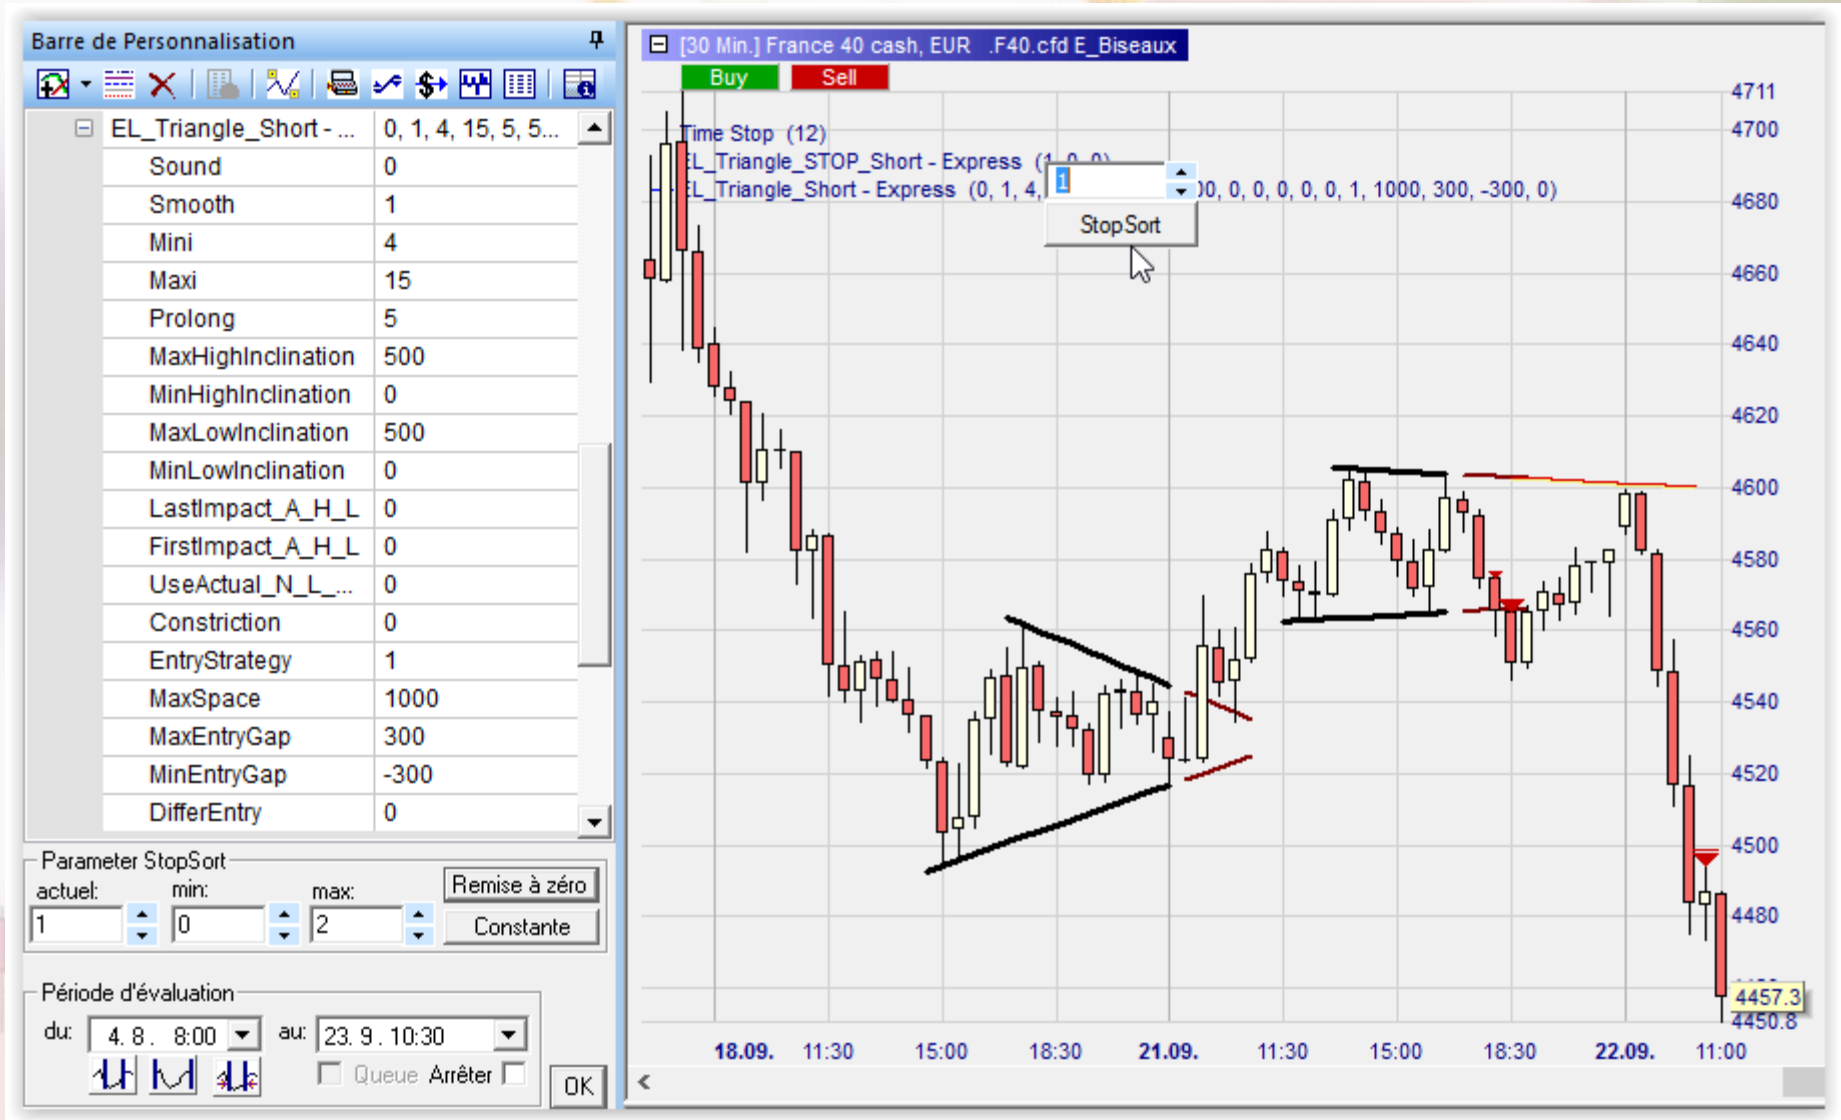 Barre de Personnalisation
EL_Triangle_Short - ... 0, 1, 4, 15, 5, 5...
Sound 0
Smooth 1
Mini 4
Maxi 15
Prolong 5
MaxHighInclination 500
MinHighInclination 0
MaxLowInclination 500
MinLowInclination 0
LastImpact_A_H_L 0
FirstImpact_A_H_L 0
UseActual_N_L_... 0
Constriction 0
EntryStrategy 1
MaxSpace 1000
MaxEntryGap 300
MinEntryGap -300
DifferEntry 0
Parameter StopSort
actuel: min: max: Remise à zéro
1 0 2 Constante
Période d'évaluation
du: 4. 8. 8:00 au: 23. 9. 10:30
Queue Arrêter OK
[30 Min.] France 40 cash, EUR .F40.cfd E_Biseaux
Buy Sell
Time Stop (12)
EL_Triangle_STOP_Short - Express (1, 0, 0)
1
EL_Triangle_Short - Express (0, 1, 4, 00, 0, 0, 0, 0, 0, 1, 1000, 300, -300, 0)
StopSort
4711
4700
4680
4660
4640
4620
4600
4580
4560
4540
4520
4500
4480
4457.3
4450.8
18.09. 11:30 15:00 18:30 21.09. 11:30 15:00 18:30 22.09. 11:00